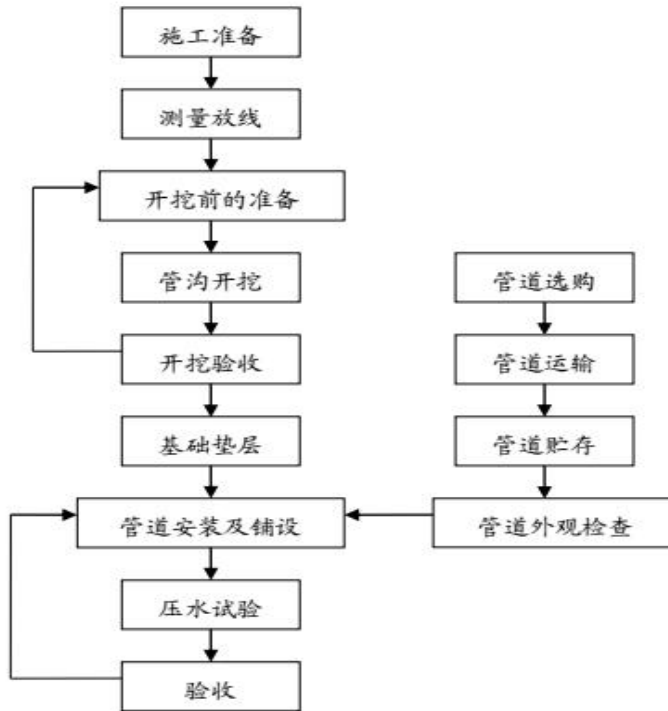 施工准备
测量放线
开挖前的准备
管沟开挖
开挖验收
基础垫层
管道安装及铺设
压水试验
验收
管道选购
管道运输
管道贮存
管道外观检查